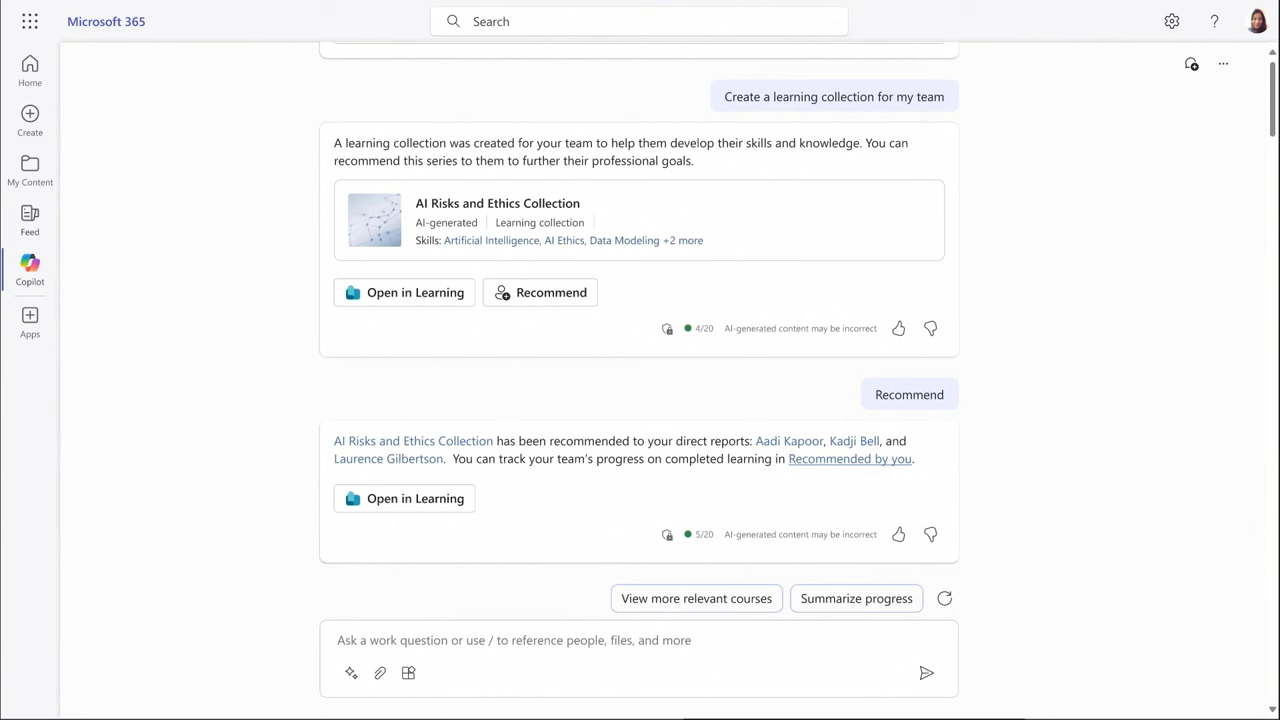 Microsoft 365
Search
?
Home
Create
My Content
Feed
Copilot
Apps
Create a learning collection for my team
A learning collection was created for your team to help them develop their skills and knowledge. You can
recommend this series to them to further their professional goals.
AI Risks and Ethics Collection
AI-generated Learning collection
Skills: Artificial Intelligence, AI Ethics, Data Modeling +2 more
Open in Learning
Recommend
4/20 AI-generated content may be incorrect
Recommend
AI Risks and Ethics Collection has been recommended to your direct reports: Aadi Kapoor, Kadji Bell, and
Laurence Gilbertson. You can track your team's progress on completed learning in Recommended by you.
Open in Learning
5/20 AI-generated content may be incorrect
View more relevant courses
Summarize progress
Ask a work question or use / to reference people, files, and more